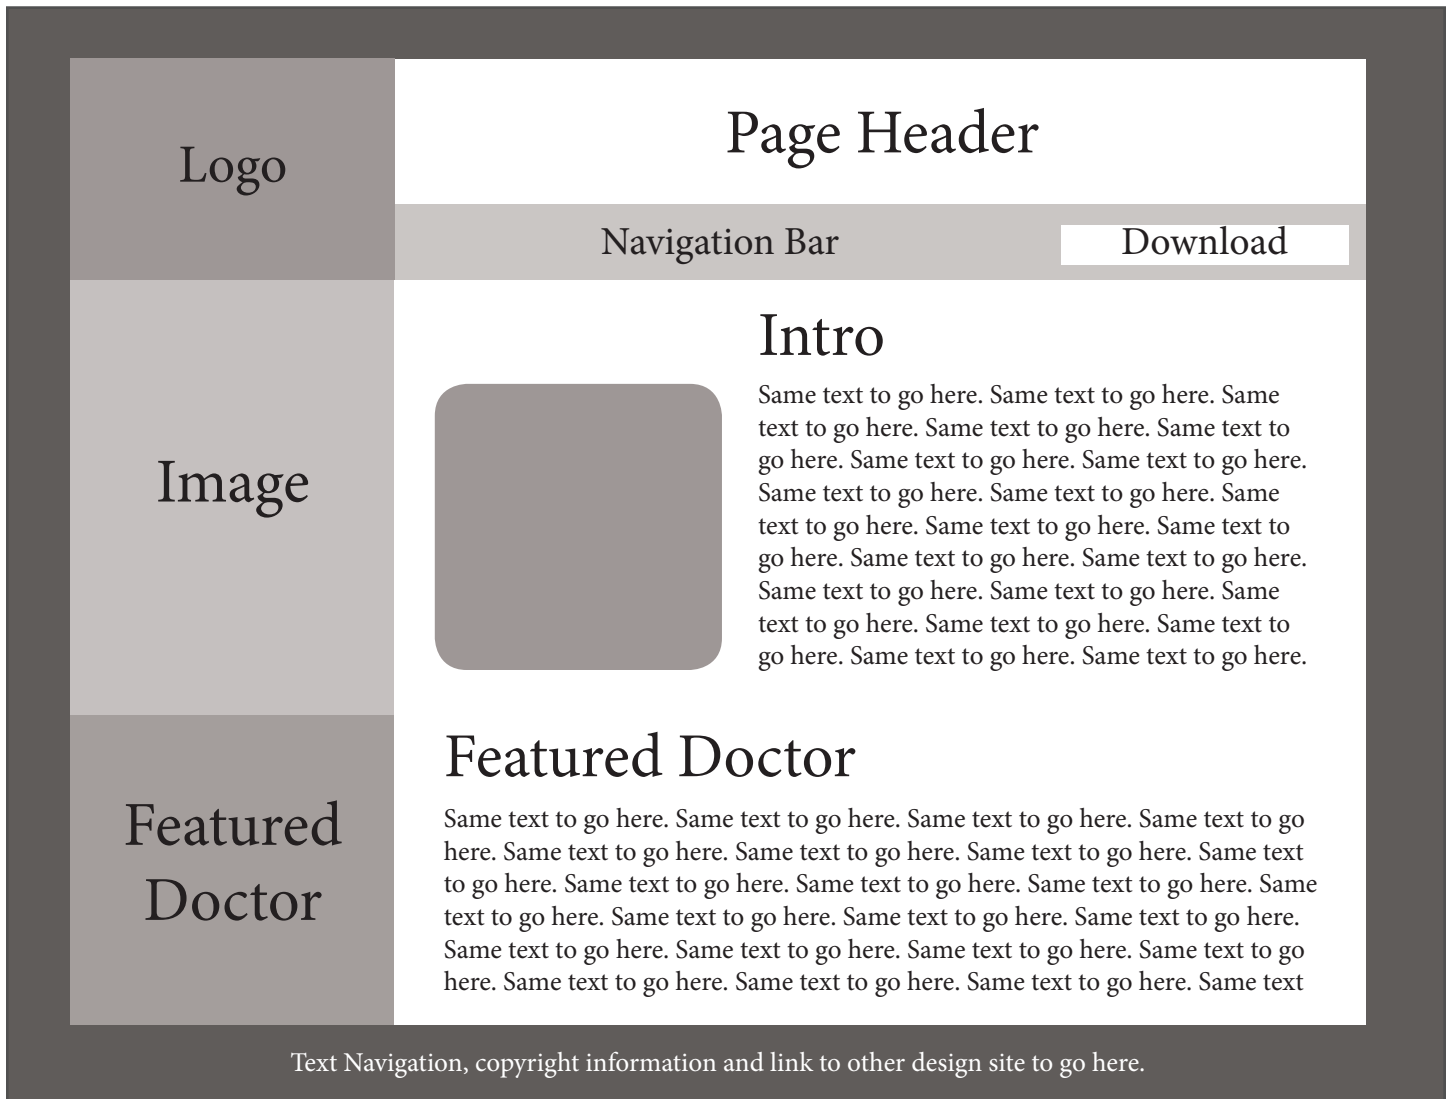 Logo
Page Header
Navigation Bar
Download
Image
Intro
Same text to go here. Same text to go here. Same
text to go here. Same text to go here. Same text to
go here. Same text to go here. Same text to go here.
Same text to go here. Same text to go here. Same
text to go here. Same text to go here. Same text to
go here. Same text to go here. Same text to go here.
Same text to go here. Same text to go here. Same
text to go here. Same text to go here. Same text to
go here. Same text to go here. Same text to go here.
Featured
Doctor
Featured Doctor
Same text to go here. Same text to go here. Same text to go here. Same text to go
here. Same text to go here. Same text to go here. Same text to go here. Same text
to go here. Same text to go here. Same text to go here. Same text to go here. Same
text to go here. Same text to go here. Same text to go here. Same text to go here.
Same text to go here. Same text to go here. Same text to go here. Same text to go
here. Same text to go here. Same text to go here. Same text to go here. Same text
Text Navigation, copyright information and link to other design site to go here.